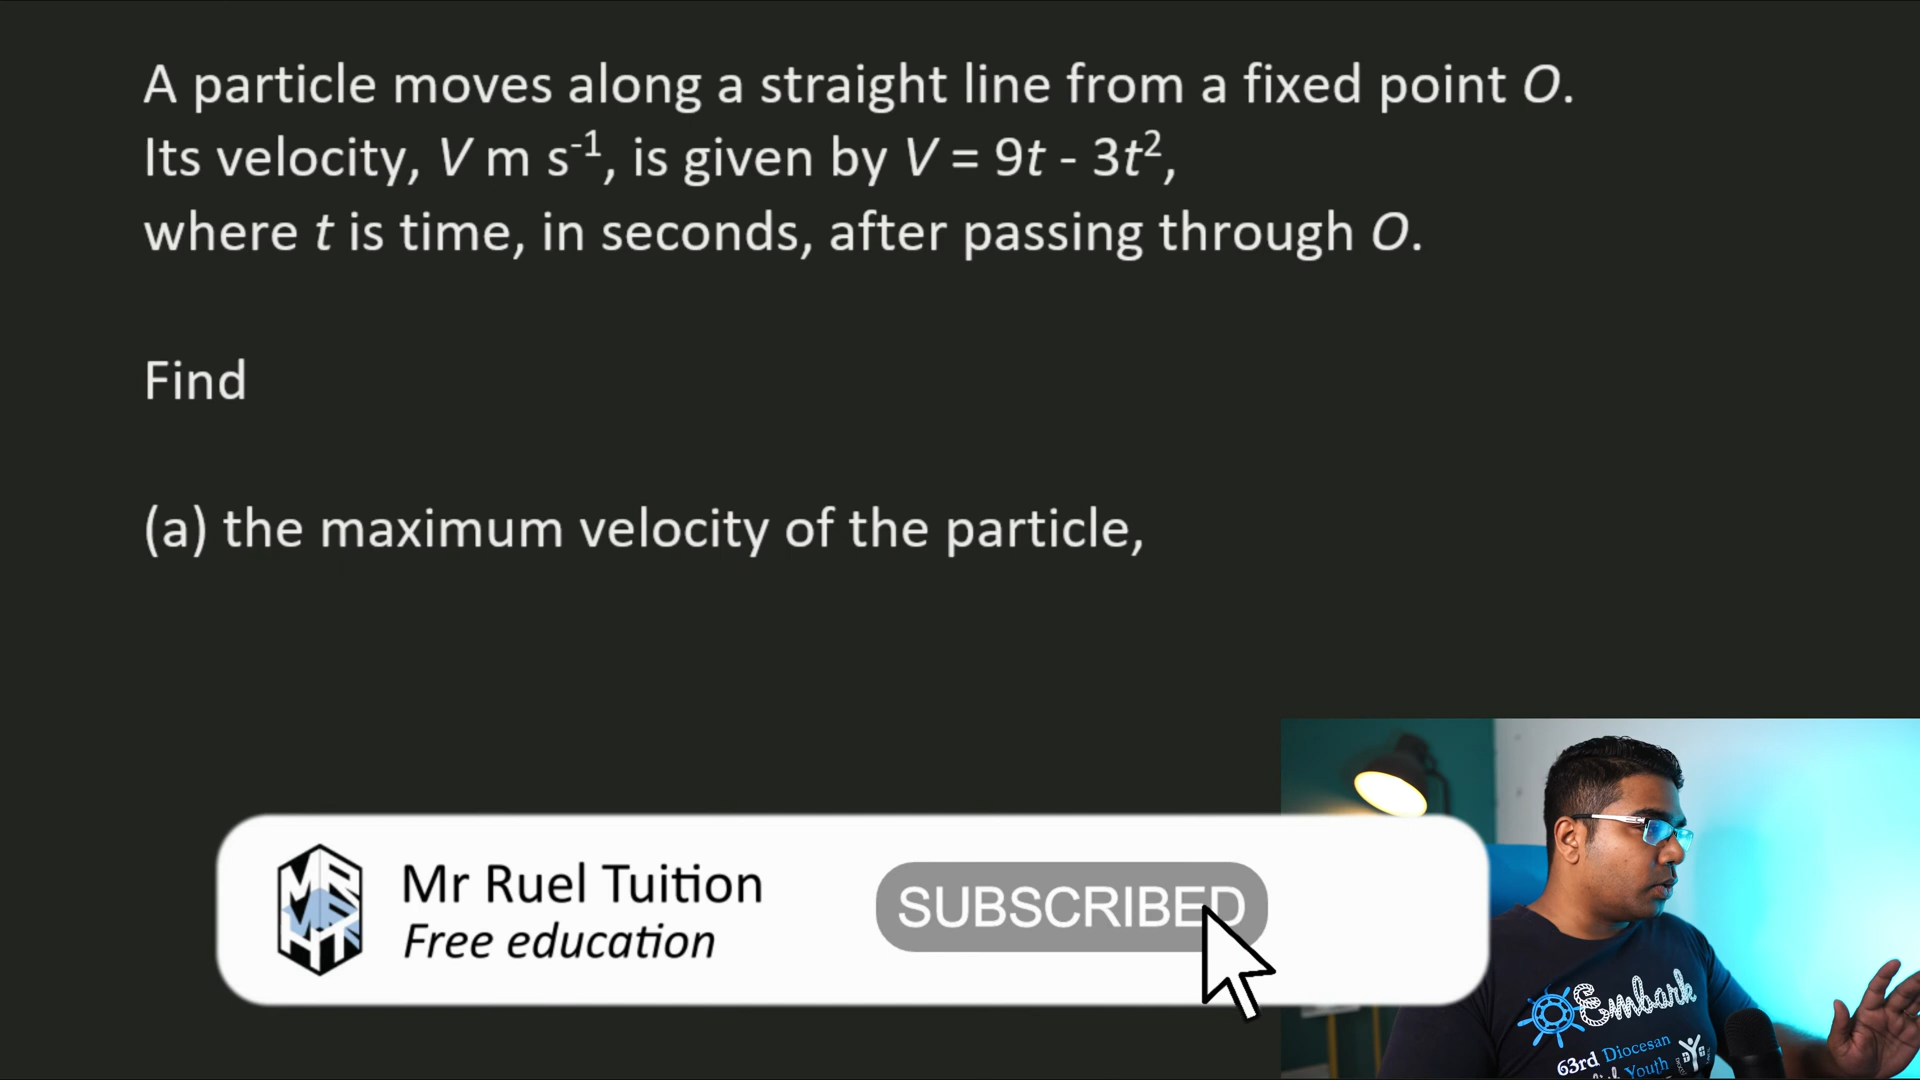 A particle moves along a straight line from a fixed point O.
Its velocity, V m s⁻¹, is given by V = 9t - 3t²,
where t is time, in seconds, after passing through O.
Find
(a) the maximum velocity of the particle,
Mr Ruel Tuition
Free education
SUBSCRIBED
Embark
63rd Diocesan
Youth